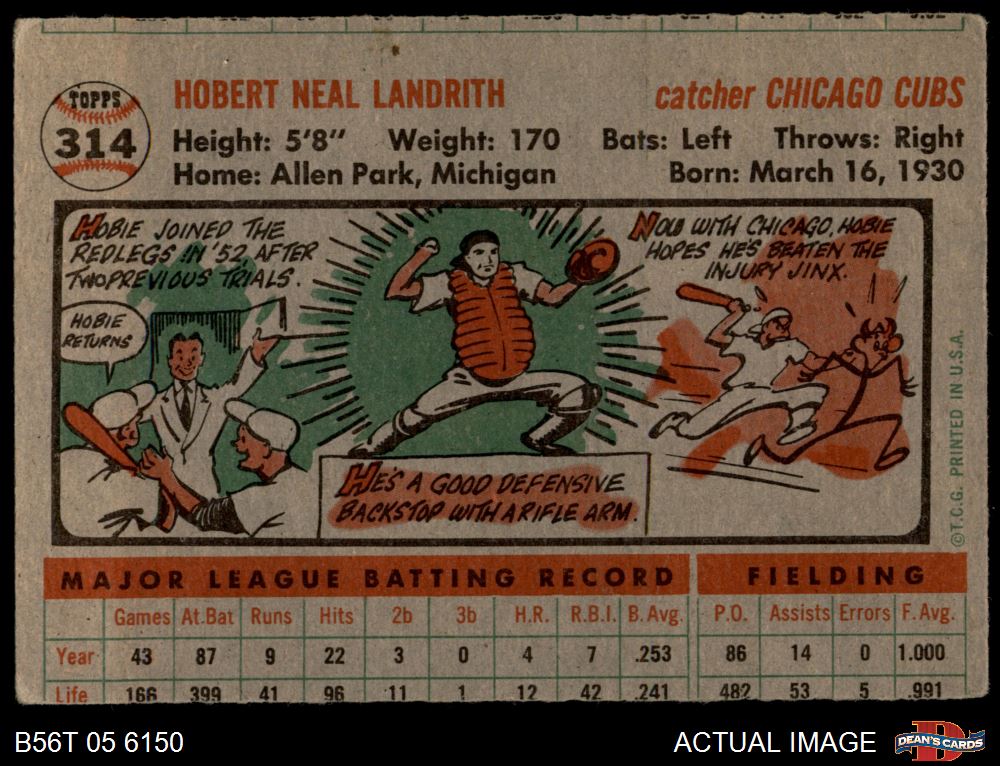 TOPPS
314
HOBERT NEAL LANDRITH
catcher CHICAGO CUBS
Height: 5'8" Weight: 170 Bats: Left Throws: Right
Home: Allen Park, Michigan Born: March 16, 1930
HOBIE JOINED THE
REDLEGS IN '52 AFTER
TWO PREVIOUS TRIALS.
HOBIE
RETURNS
HE'S A GOOD DEFENSIVE
BACKSTOP WITH A RIFLE ARM.
NOW WITH CHICAGO, HOBIE
HOPES HE'S BEATEN THE
INJURY JINX.
©T.C.G. PRINTED IN U.S.A.
MAJOR LEAGUE BATTING RECORD FIELDING
Games At.Bat Runs Hits 2b 3b H.R. R.B.I. B.Avg. P.O. Assists Errors F.Avg.
Year 43 87 9 22 3 0 4 7 .253 86 14 0 1.000
Life 166 399 41 96 11 1 12 42 .241 482 53 5 .991
B56T 05 6150
ACTUAL IMAGE
DEAN'S CARDS